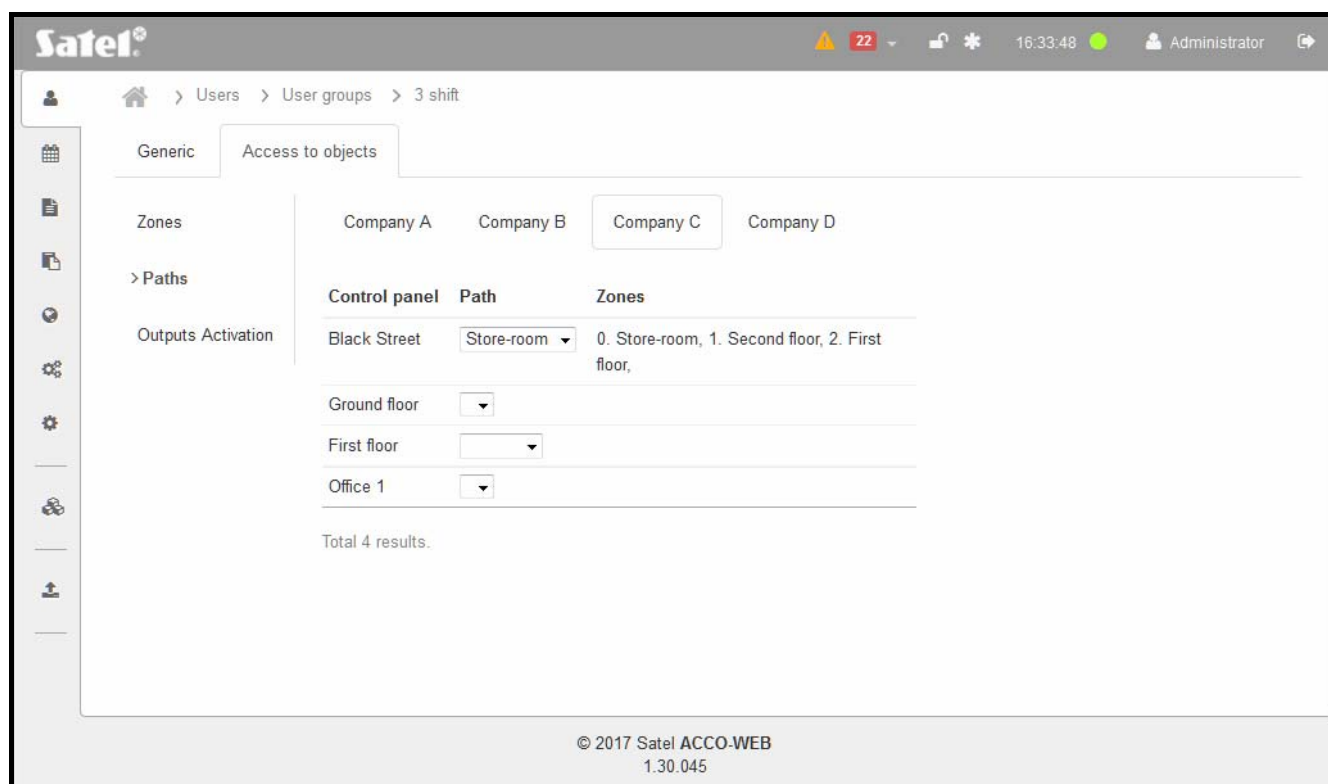 Satel®
22 16:33:48 Administrator
> Users > User groups > 3 shift
Generic Access to objects
Zones
> Paths
Outputs Activation
Company A Company B Company C Company D
Control panel Path Zones
Black Street Store-room 0. Store-room, 1. Second floor, 2. First
floor,
Ground floor
First floor
Office 1
Total 4 results.
© 2017 Satel ACCO-WEB
1.30.045